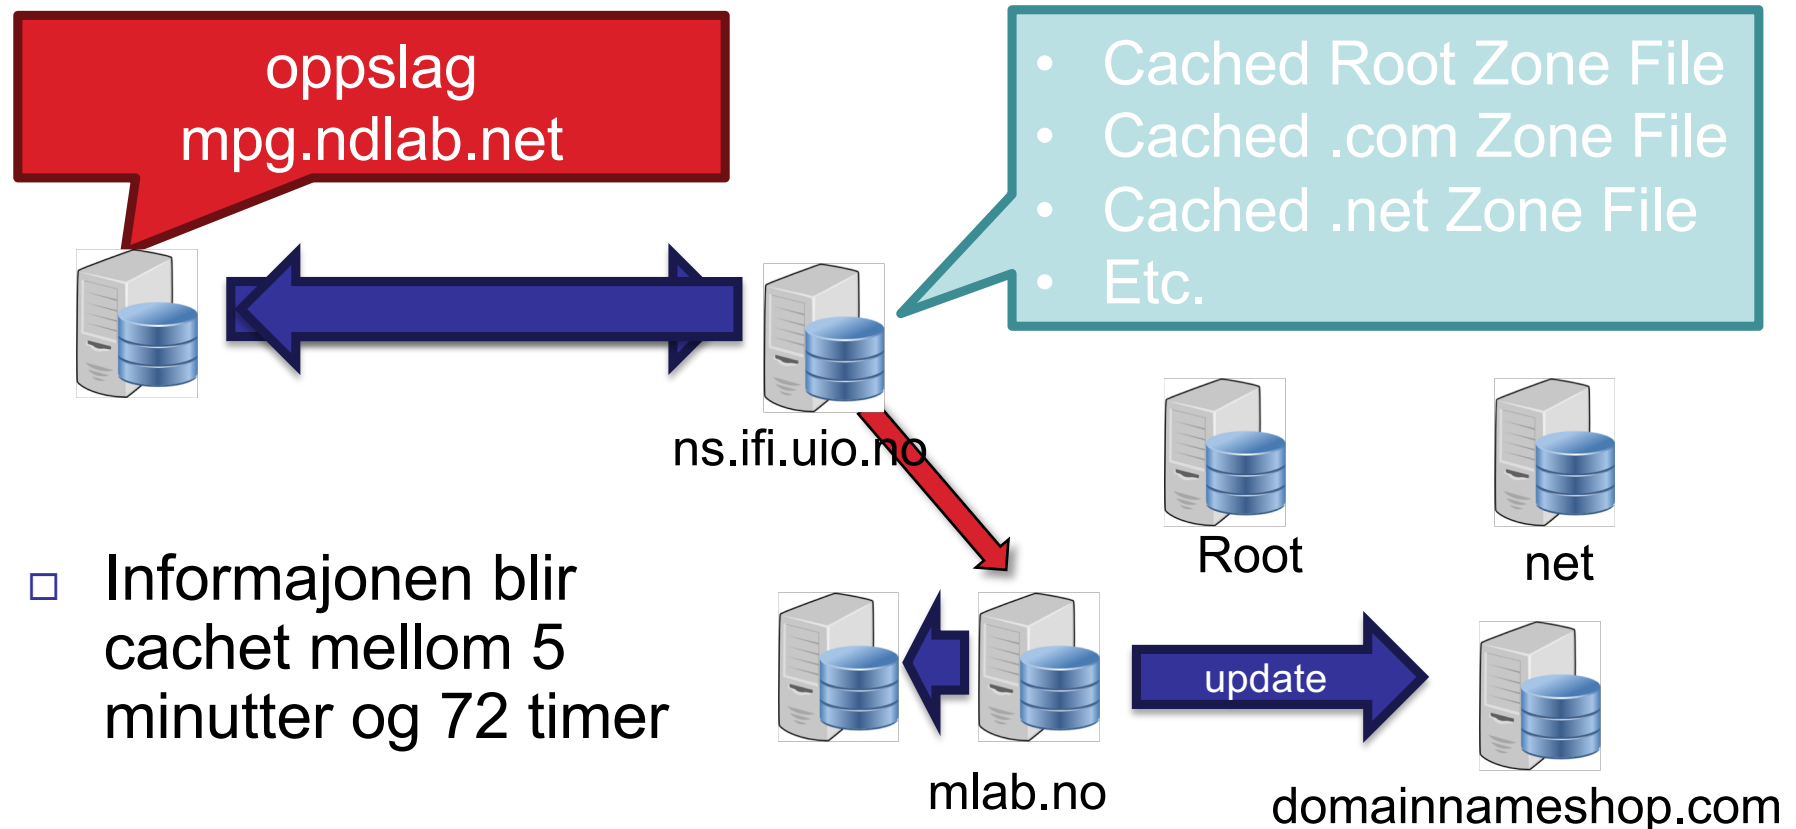 oppslag
mpg.ndlab.net
• Cached Root Zone File
• Cached .com Zone File
• Cached .net Zone File
• Etc.
ns.ifi.uio.no
Root
net
Informajonen blir
cachet mellom 5
minutter og 72 timer
update
mlab.no
domainnameshop.com